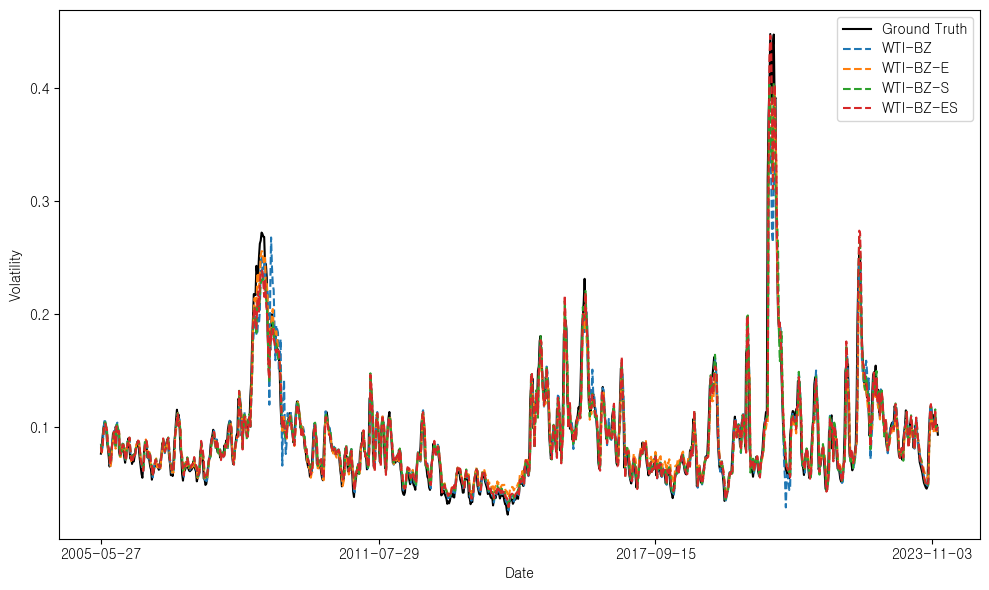 Ground Truth
WTI-BZ
WTI-BZ-E
WTI-BZ-S
WTI-BZ-ES
0.4
0.3
0.2
0.1
Volatility
2005-05-27
2011-07-29
2017-09-15
2023-11-03
Date